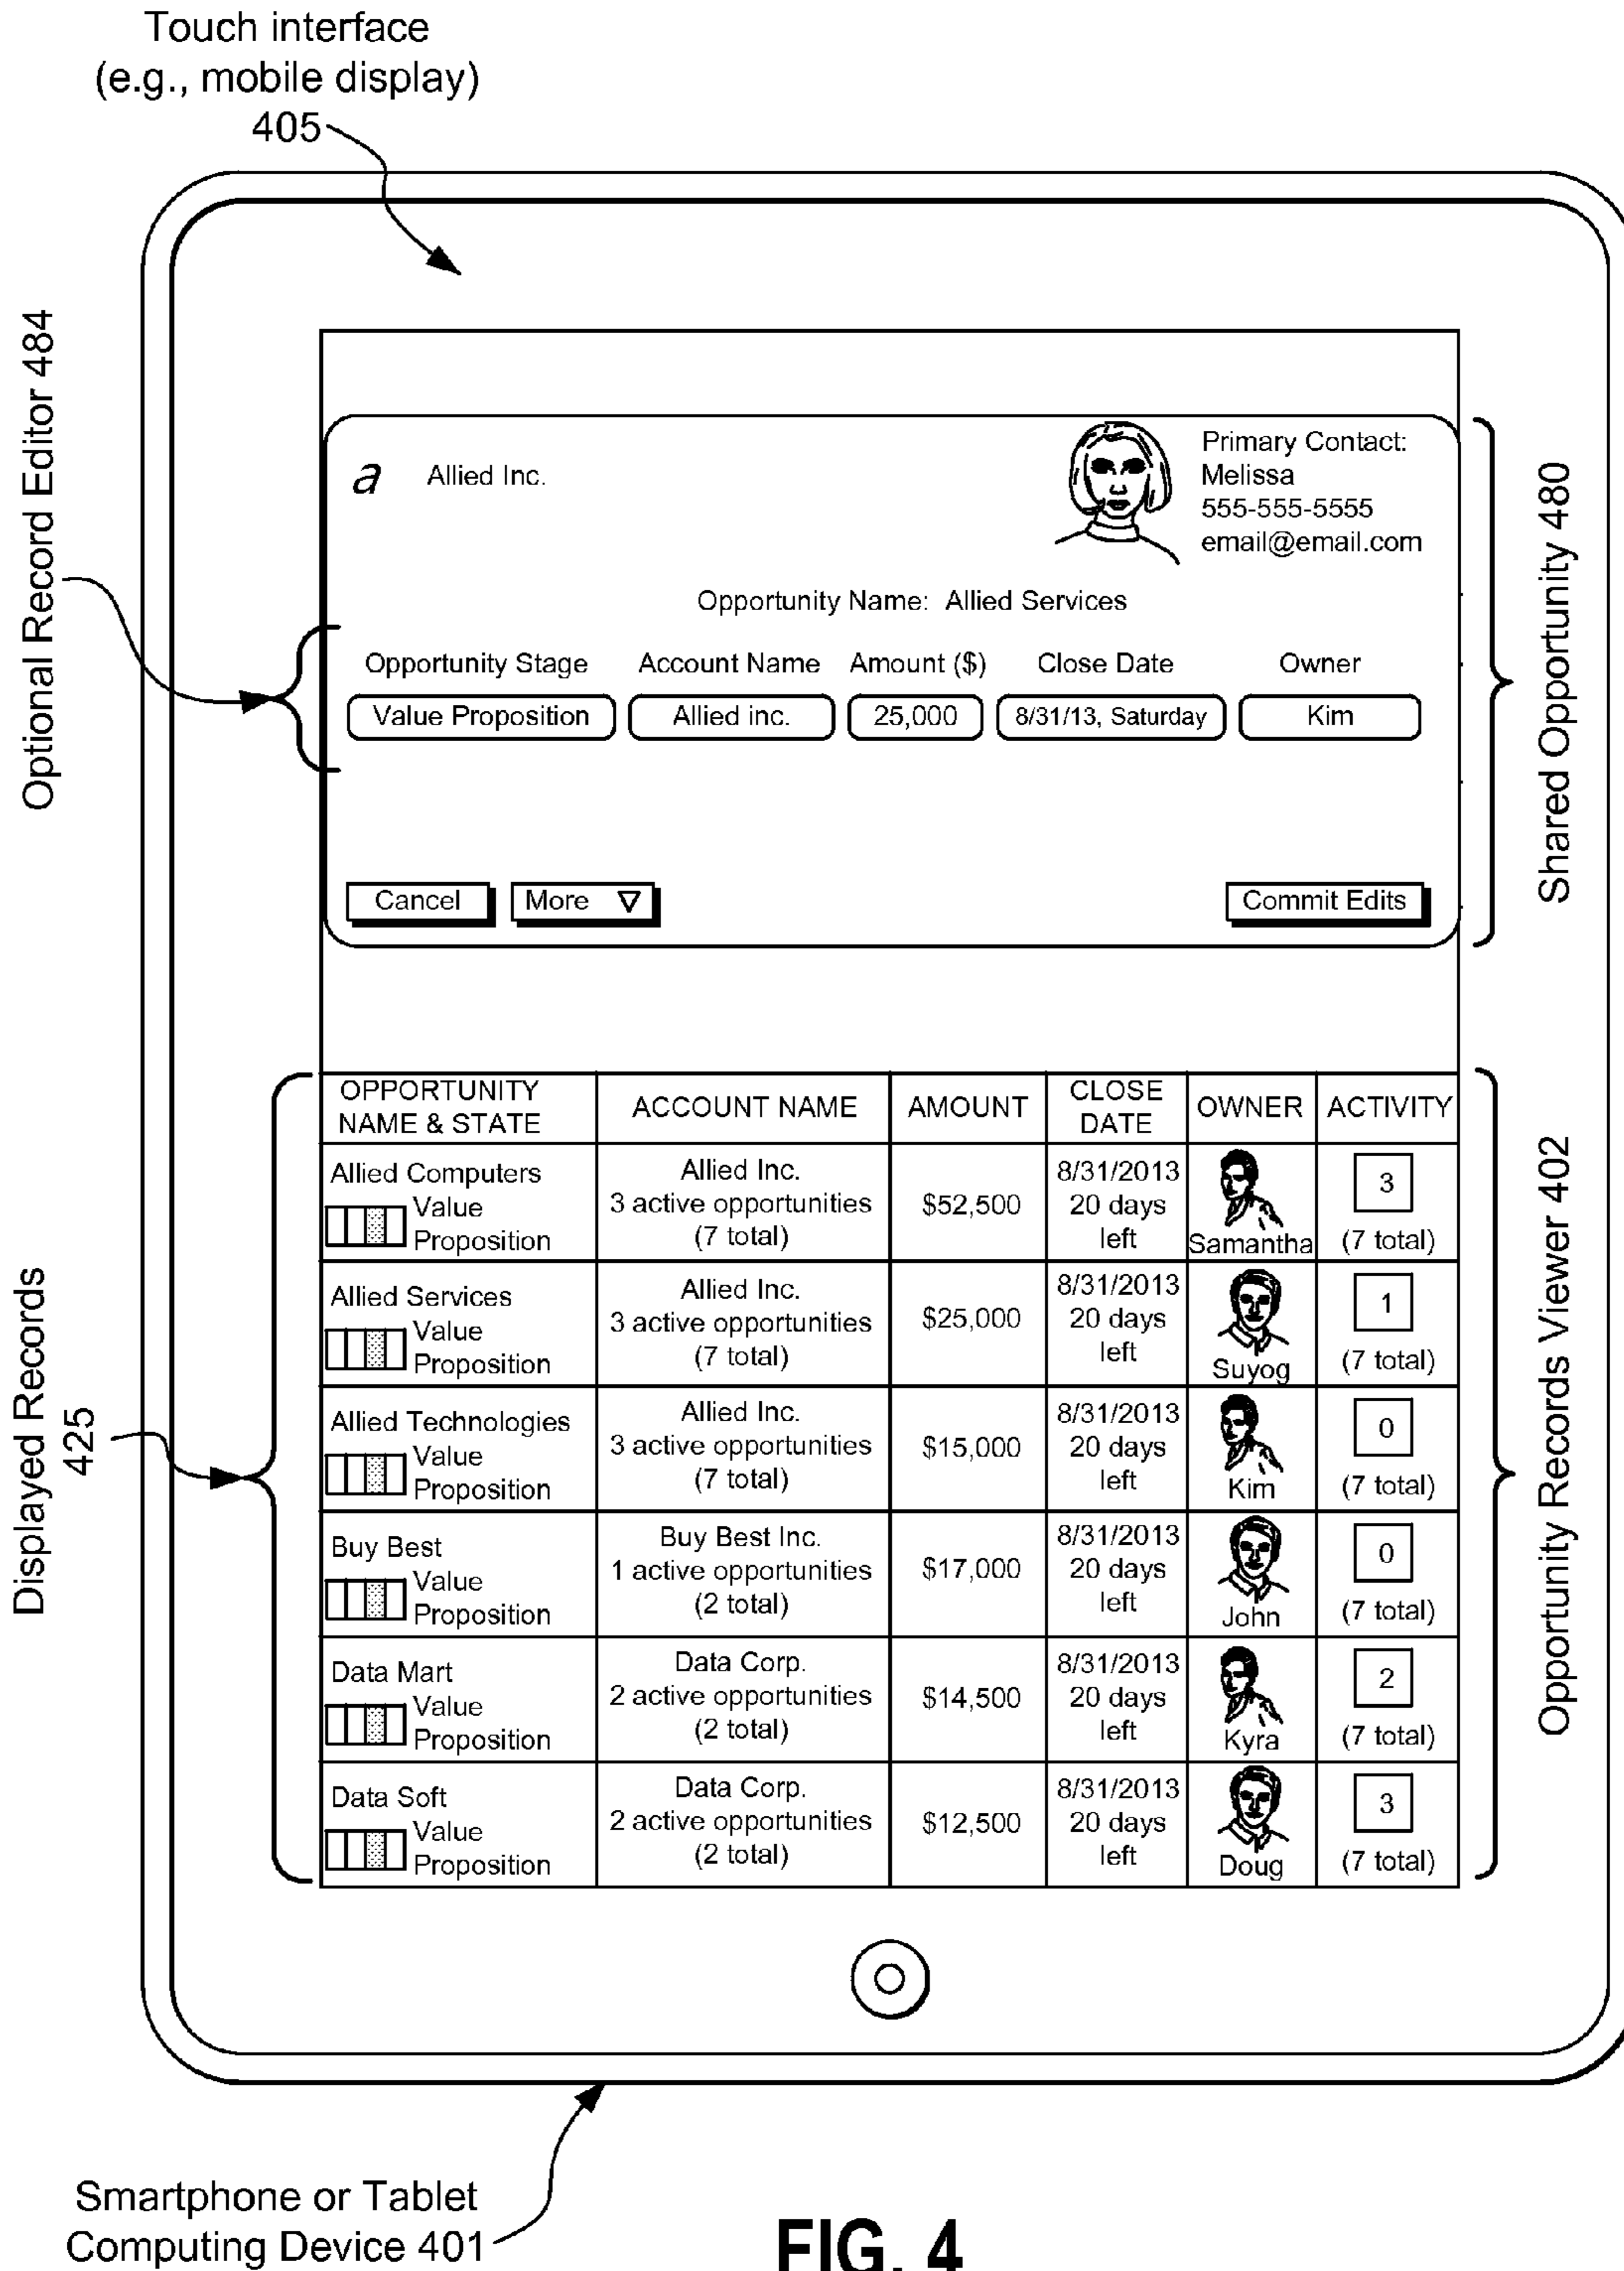 Touch interface
(e.g., mobile display)
405
Optional Record Editor 484
Shared Opportunity 480
a Allied Inc.
Primary Contact:
Melissa
555-555-5555
email@email.com
Opportunity Name: Allied Services
Opportunity Stage Account Name Amount ($) Close Date Owner
Value Proposition Allied inc. 25,000 8/31/13, Saturday Kim
Cancel More Commit Edits
Displayed Records
425
Opportunity Records Viewer 402
OPPORTUNITY
NAME & STATE
ACCOUNT NAME
AMOUNT
CLOSE
DATE
OWNER
ACTIVITY
Allied Computers
Value
Proposition
Allied Inc.
3 active opportunities
(7 total)
$52,500
8/31/2013
20 days
left
Samantha
3
(7 total)
Allied Services
Value
Proposition
Allied Inc.
3 active opportunities
(7 total)
$25,000
8/31/2013
20 days
left
Suyog
1
(7 total)
Allied Technologies
Value
Proposition
Allied Inc.
3 active opportunities
(7 total)
$15,000
8/31/2013
20 days
left
Kim
0
(7 total)
Buy Best
Value
Proposition
Buy Best Inc.
1 active opportunities
(2 total)
$17,000
8/31/2013
20 days
left
John
0
(7 total)
Data Mart
Value
Proposition
Data Corp.
2 active opportunities
(2 total)
$14,500
8/31/2013
20 days
left
Kyra
2
(7 total)
Data Soft
Value
Proposition
Data Corp.
2 active opportunities
(2 total)
$12,500
8/31/2013
20 days
left
Doug
3
(7 total)
Smartphone or Tablet
Computing Device 401
FIG. 4